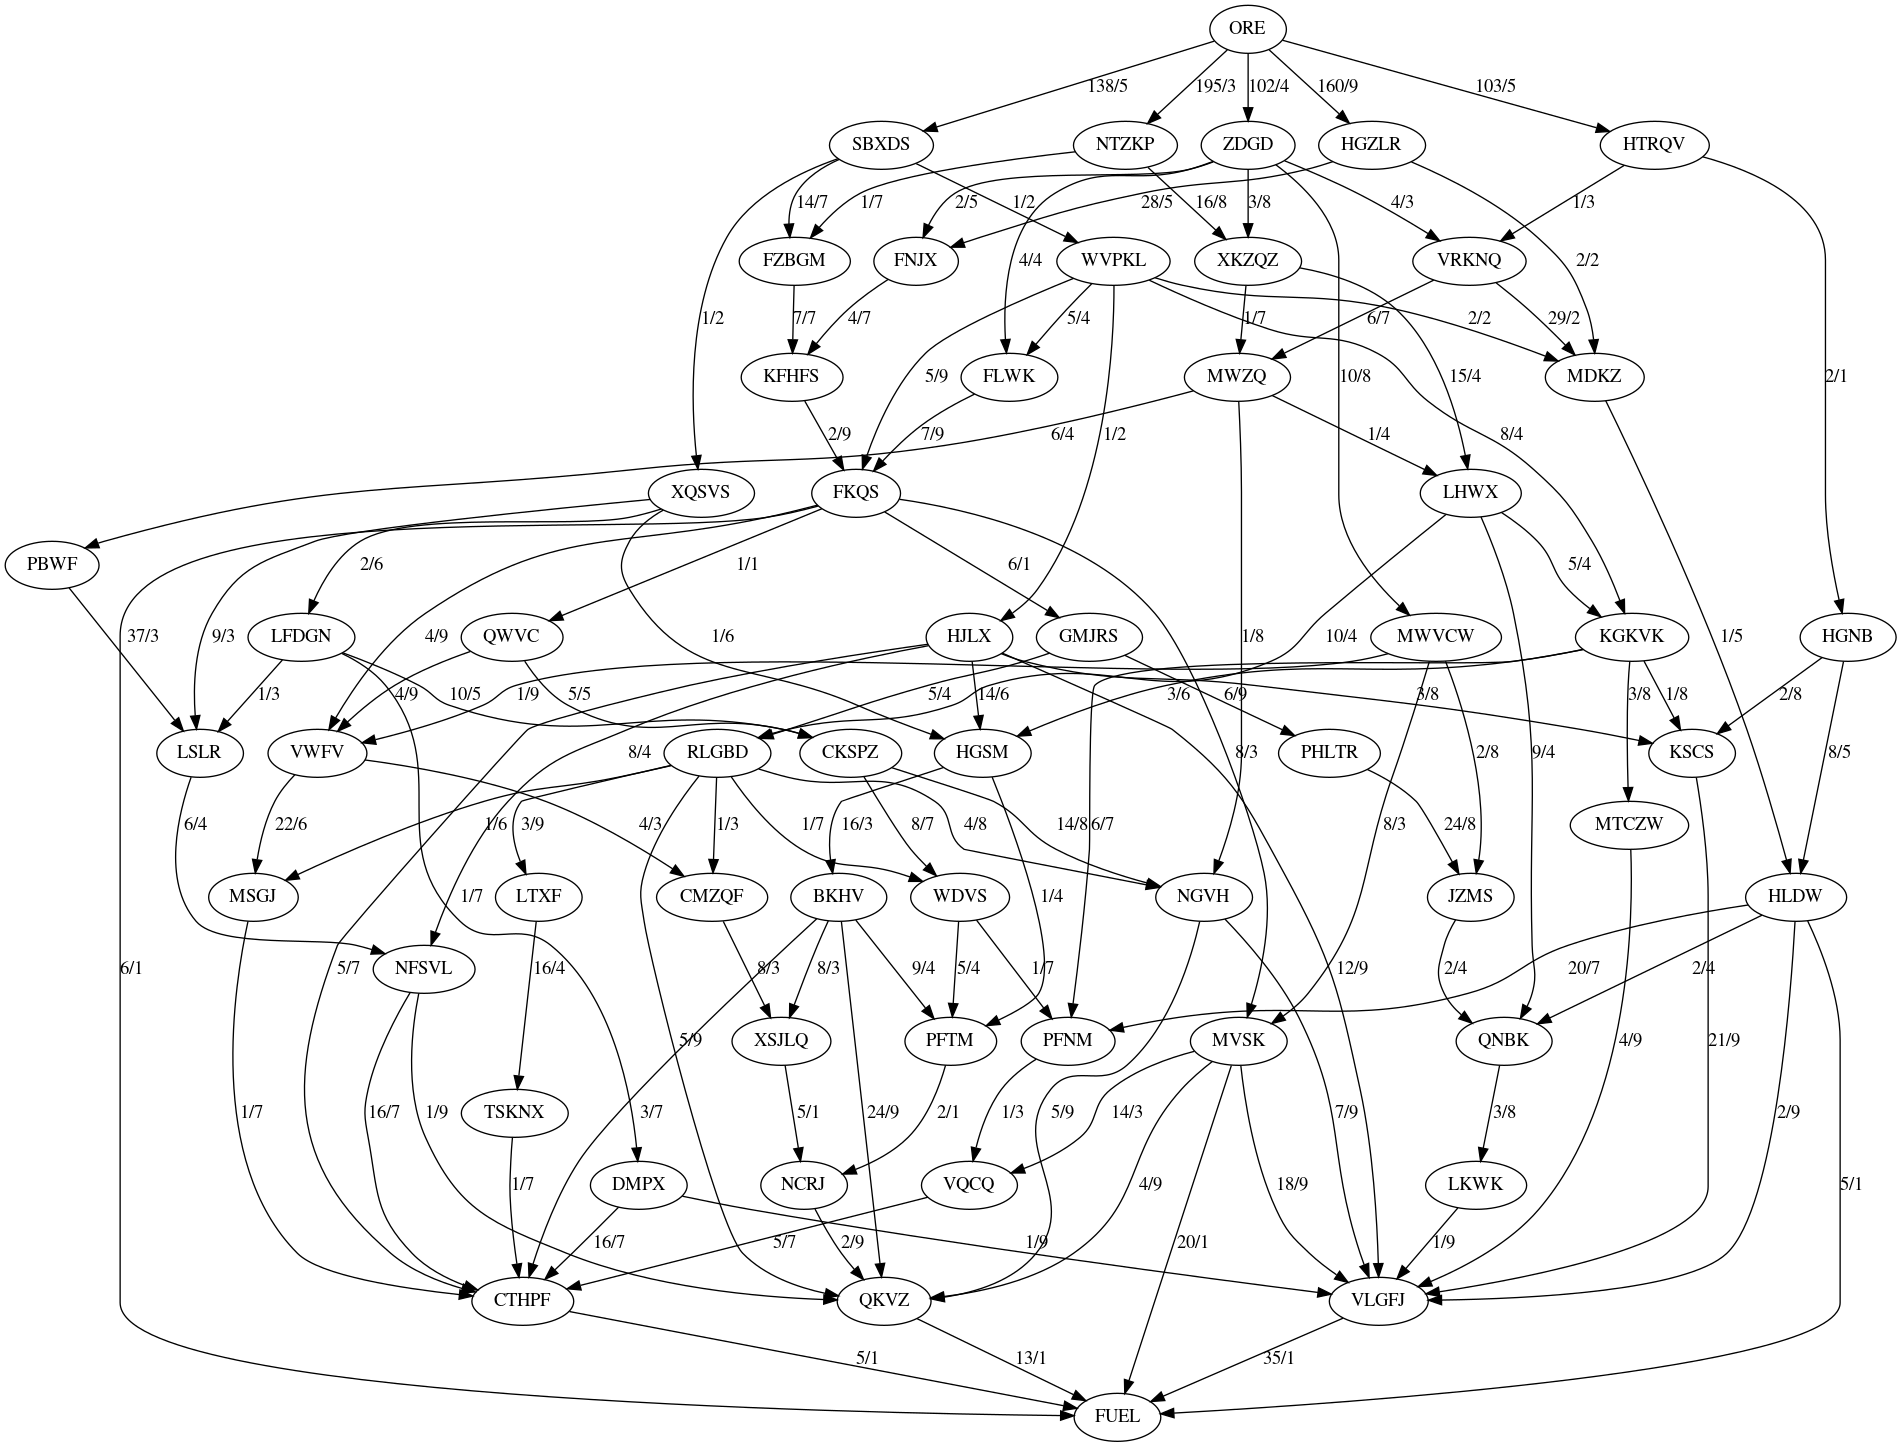 ORE
138/5 195/3 102/4 160/9 103/5
SBXDS NTZKP ZDGD HGZLR HTRQV
14/7 1/7 1/2 2/5 28/5 16/8 3/8 4/3 1/3
FZBGM FNJX WVPKL XKZQZ VRKNQ
4/4 2/2
1/2 7/7 4/7 5/4 1/7 6/7 2/2 29/2
KFHFS FLWK MWZQ MDKZ
5/9 10/8 15/4 2/1
2/9 7/9 6/4 1/2 1/4 8/4
XQSVS FKQS LHWX
PBWF 2/6 1/1 6/1 5/4
37/3 9/3 LFDGN 4/9 QWVC 1/6 HJLX GMJRS 1/8 10/4 MWVCW KGKVK 1/5 HGNB
1/3 4/9 10/5 1/9 5/5 5/4 14/6 6/9 3/6 3/8 3/8 1/8 2/8
LSLR VWFV RLGBD CKSPZ HGSM PHLTR KSCS
8/4 8/3 2/8 9/4 8/5
6/4 22/6 1/6 3/9 4/3 1/3 1/7 16/3 8/7 4/8 14/8 6/7 8/3 24/8 MTCZW
MSGJ LTXF CMZQF BKHV WDVS NGVH JZMS HLDW
1/7 1/4
6/1 5/7 NFSVL 16/4 8/3 8/3 9/4 5/4 1/7 12/9 2/4 20/7 2/4
5/9 XSJLQ PFTM PFNM MVSK QNBK 4/9 21/9
1/7 16/7 1/9 TSKNX 3/7 5/1 24/9 2/1 1/3 5/9 14/3 7/9 3/8 2/9
1/7 DMPX NCRJ VQCQ 4/9 18/9 LKWK 5/1
16/7 5/7 2/9 1/9 20/1 1/9
CTHPF QKVZ VLGFJ
5/1 13/1 35/1
FUEL